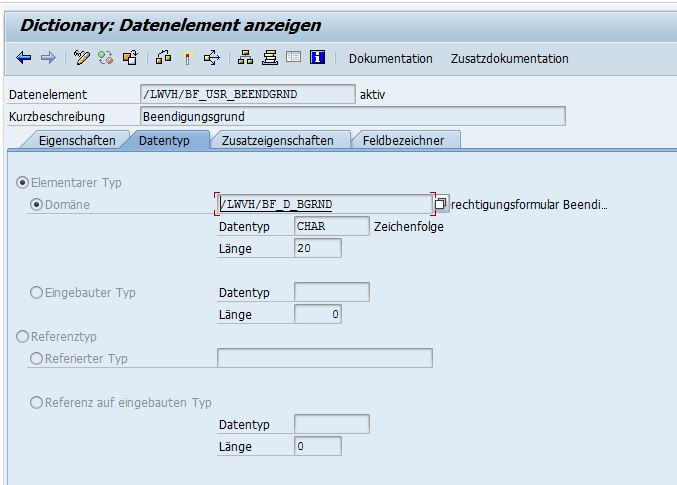 Dictionary: Datenelement anzeigen
Dokumentation Zusatzdokumentation
Datenelement /LWVH/BF_USR_BEENDGRND aktiv
Kurzbeschreibung Beendigungsgrund
Eigenschaften Datentyp Zusatzeigenschaften Feldbezeichner
Elementarer Typ
Domäne /LWVH/BF_D_BGRND rechtigungsformular Beendi...
Datentyp CHAR Zeichenfolge
Länge 20
Eingebauter Typ Datentyp
Länge 0
Referenztyp
Referierter Typ
Referenz auf eingebauten Typ
Datentyp
Länge 0